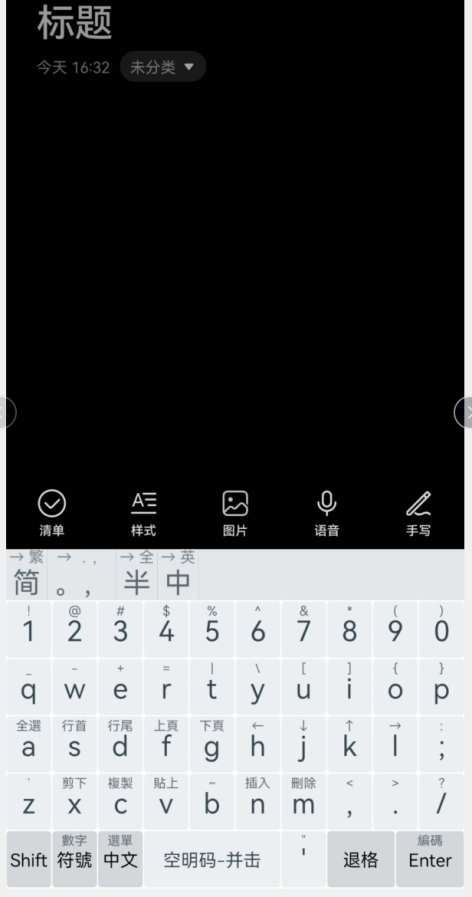 标题
今天 16:32 未分类
清单 样式 图片 语音 手写
→ 繁 → . , → 全 → 英
简 。, 半 中
! @ # $ % ^ & * ( )
1 2 3 4 5 6 7 8 9 0
_ - + = | \ [ ] { }
q w e r t y u i o p
全選 行首 行尾 上頁 下頁 ← ↓ ↑ → :
a s d f g h j k l ;
` 剪下 複製 貼上 ~ 插入 刪除 < > ?
z x c v b n m , . /
數字 選單 " 編碼
Shift 符號 中文 空明码-并击 ' 退格 Enter